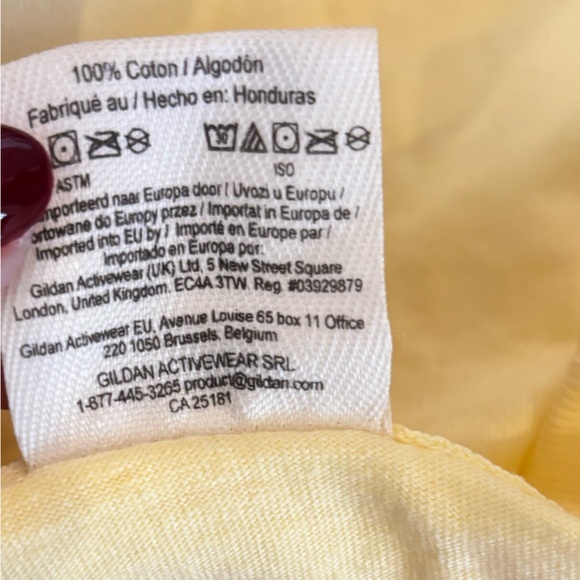 100% Coton / Algodón
Fabriqué au / Hecho en: Honduras
ASTM
ISO
mporteerd naar Europa door / Uvozi u Europu /
ortowane do Europy przez / Importat in Europa de /
Imported into EU by / Importé en Europe par /
Importado en Europa por:
Gildan Activewear (UK) Ltd, 5 New Street Square
London, United Kingdom. EC4A 3TW. Reg. #03929879
Gildan Activewear EU, Avenue Louise 65 box 11 Office
220 1050 Brussels, Belgium
GILDAN ACTIVEWEAR SRL
1-877-445-3265 product@gildan.com
CA 25181